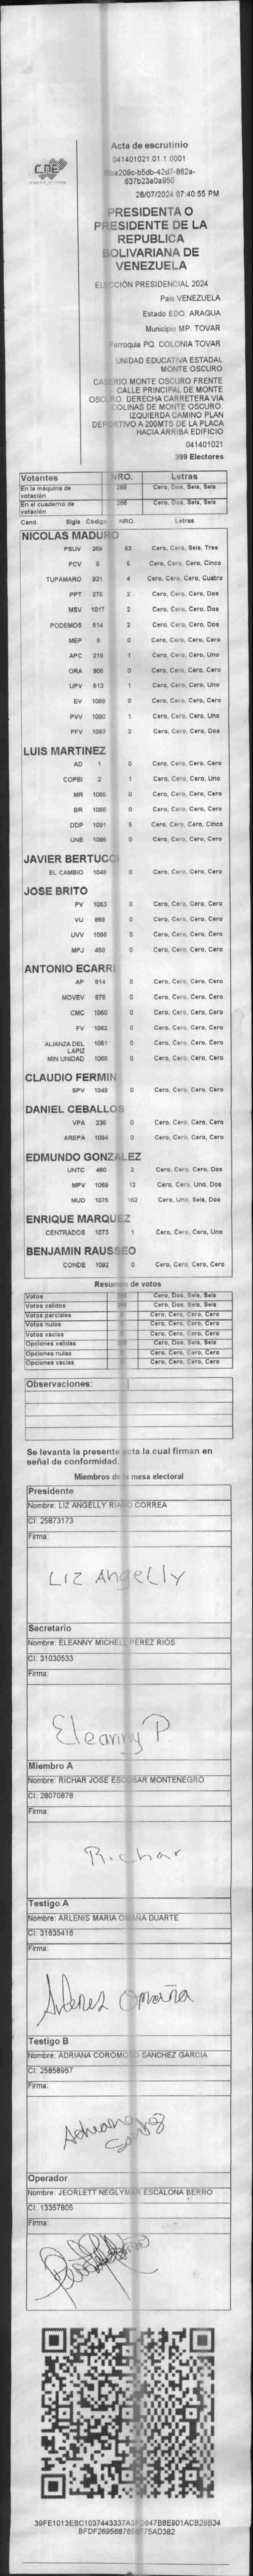 CNE
Acta de escrutinio
041401021.01.1.0001
637b23a0a950
28/07/2024 07:40:55 PM
PRESIDENTA O
PRESIDENTE DE LA
REPUBLICA
BOLIVARIANA DE
VENEZUELA
ELECCIÓN PRESIDENCIAL 2024
Pais VENEZUELA
Estado EDO. ARAGUA
Municipio MP. TOVAR
Parroquia PQ. COLONIA TOVAR
UNIDAD EDUCATIVA ESTADAL
MONTE OSCURO
CASERIO MONTE OSCURO FRENTE
CALLE PRINCIPAL DE MONTE
OSCURO. DERECHA CARRETERA VIA
COLINAS DE MONTE OSCURO.
IZQUIERDA CAMINO PLAN
DEPORTIVO A 200MTS DE LA PLACA
HACIA ARRIBA EDIFICIO
041401021
399 Electores
Votantes NRO. Letras
En la máquina de votación 266 Cero, Dos, Seis, Seis
En el cuaderno de votación 266 Cero, Dos, Seis, Seis
Cand. Sigla Código NRO. Letras
NICOLAS MADURO
PSUV 269 63 Cero, Cero, Seis, Tres
PCV 9 5 Cero, Cero, Cero, Cinco
TUPAMARO 931 4 Cero, Cero, Cero, Cuatro
PPT 276 2 Cero, Cero, Cero, Dos
MSV 1017 2 Cero, Cero, Cero, Dos
PODEMOS 514 2 Cero, Cero, Cero, Dos
MEP 6 0 Cero, Cero, Cero, Cero
APC 219 1 Cero, Cero, Cero, Uno
ORA 906 0 Cero, Cero, Cero, Cero
UPV 613 1 Cero, Cero, Cero, Uno
EV 1089 0 Cero, Cero, Cero, Cero
PVV 1090 1 Cero, Cero, Cero, Uno
PFV 1093 2 Cero, Cero, Cero, Dos
LUIS MARTINEZ
AD 1 0 Cero, Cero, Cero, Cero
COPEI 2 1 Cero, Cero, Cero, Uno
MR 1065 0 Cero, Cero, Cero, Cero
BR 1066 0 Cero, Cero, Cero, Cero
DDP 1091 5 Cero, Cero, Cero, Cinco
UNE 1096 0 Cero, Cero, Cero, Cero
JAVIER BERTUCCI
EL CAMBIO 1048 0 Cero, Cero, Cero, Cero
JOSE BRITO
PV 1053 0 Cero, Cero, Cero, Cero
VU 868 0 Cero, Cero, Cero, Cero
UVV 1095 0 Cero, Cero, Cero, Cero
MPJ 450 0 Cero, Cero, Cero, Cero
ANTONIO ECARRI
AP 614 0 Cero, Cero, Cero, Cero
MOVEV 878 0 Cero, Cero, Cero, Cero
CMC 1050 0 Cero, Cero, Cero, Cero
FV 1062 0 Cero, Cero, Cero, Cero
ALIANZA DEL LAPIZ 1051 0 Cero, Cero, Cero, Cero
MIN UNIDAD 1068 0 Cero, Cero, Cero, Cero
CLAUDIO FERMIN
SPV 1049 0 Cero, Cero, Cero, Cero
DANIEL CEBALLOS
VPA 236 0 Cero, Cero, Cero, Cero
AREPA 1094 0 Cero, Cero, Cero, Cero
EDMUNDO GONZALEZ
UNTC 460 2 Cero, Cero, Cero, Dos
MPV 1069 12 Cero, Cero, Uno, Dos
MUD 1075 162 Cero, Uno, Seis, Dos
ENRIQUE MARQUEZ
CENTRADOS 1073 1 Cero, Cero, Cero, Uno
BENJAMIN RAUSSEO
CONDE 1092 0 Cero, Cero, Cero, Cero
Resumen de votos
Votos 266 Cero, Dos, Seis, Seis
Votos validos 266 Cero, Dos, Seis, Seis
Votos parciales Cero, Cero, Cero, Cero
Votos nulos Cero, Cero, Cero, Cero
Votos vacios Cero, Cero, Cero, Cero
Opciones validas 266 Cero, Dos, Seis, Seis
Opciones nulas Cero, Cero, Cero, Cero
Opciones vacias Cero, Cero, Cero, Cero
Observaciones:
Se levanta la presente acta la cual firman en
señal de conformidad.
Miembros de la mesa electoral
Presidente
Nombre: LIZ ANGELLY RIAÑO CORREA
CI: 25873173
Firma:
Liz Angelly
Secretario
Nombre: ELEANNY MICHELL PEREZ RIOS
CI: 31030533
Firma:
Eleanny P
Miembro A
Nombre: RICHAR JOSE ESCOBAR MONTENEGRO
CI: 28070878
Firma:
Richar
Testigo A
Nombre: ARLENIS MARIA OMAÑA DUARTE
CI: 31635416
Firma:
Arlenes Omaña
Testigo B
Nombre: ADRIANA COROMOTO SANCHEZ GARCIA
CI: 25858957
Firma:
Adriana
Sanchez
Operador
Nombre: JEORLETT NEGLYMAR ESCALONA BERRO
CI: 13357805
Firma: